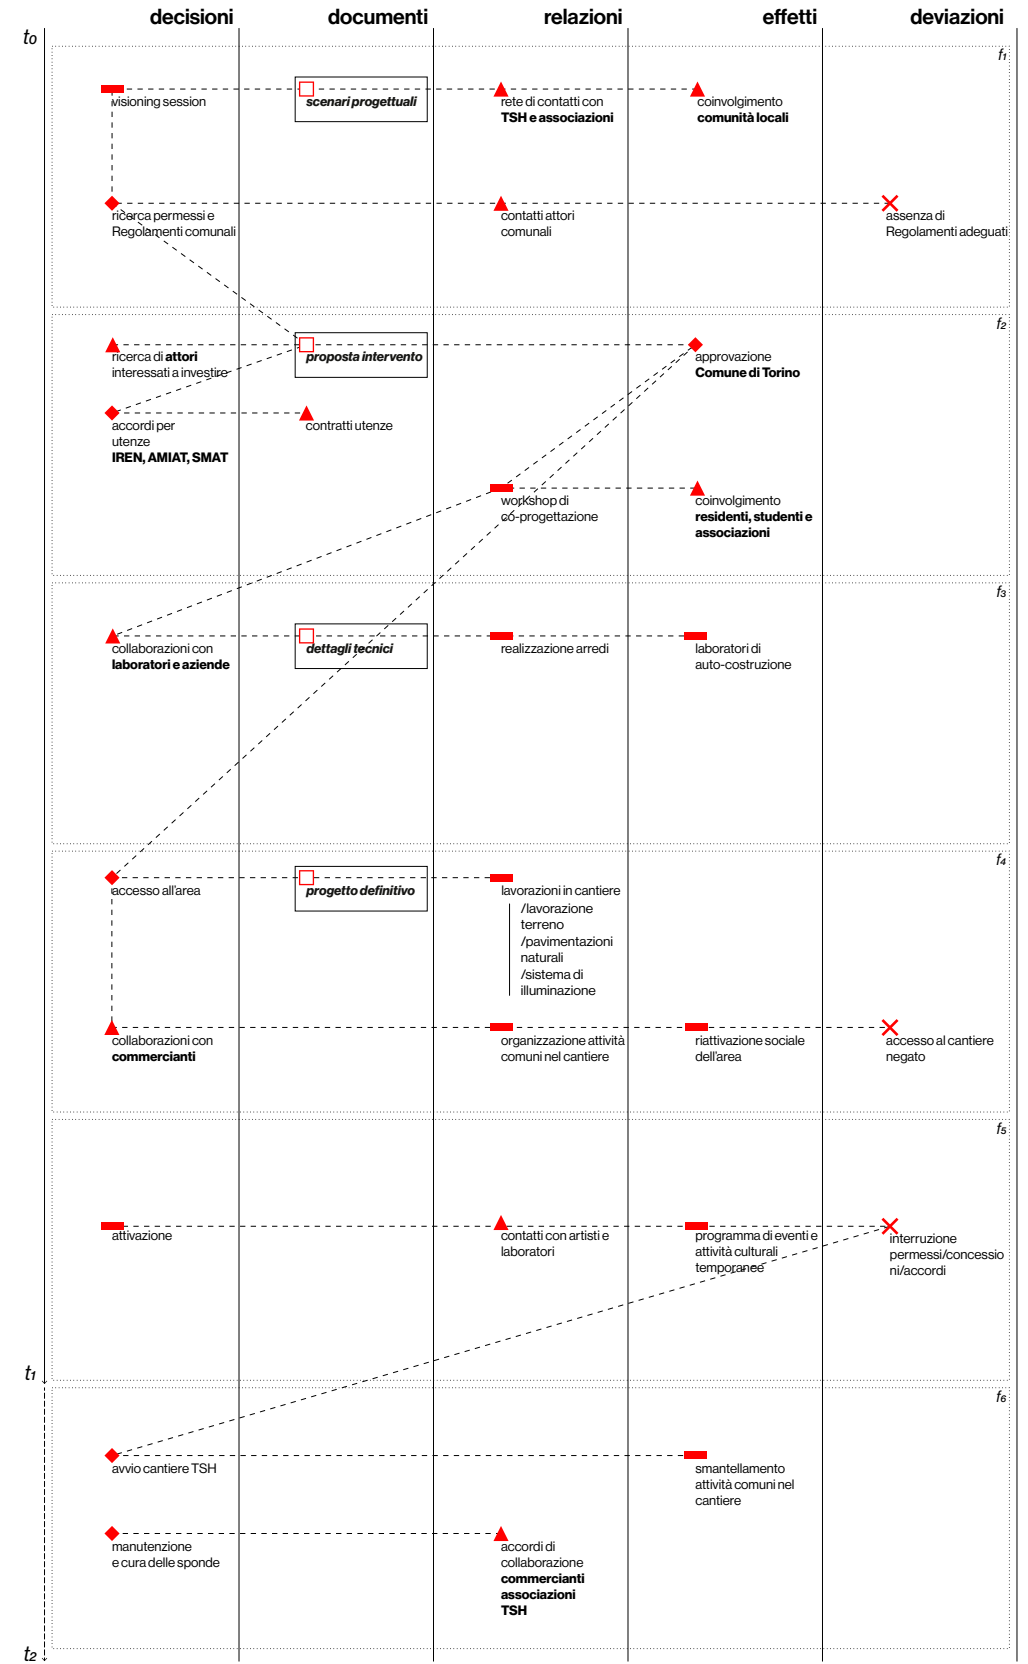 decisioni
documenti
relazioni
effetti
deviazioni
t0
f1
visioning session
scenari progettuali
rete di contatti con
TSH e associazioni
coinvolgimento
comunità locali
ricerca permessi e
Regolamenti comunali
contatti attori
comunali
assenza di
Regolamenti adeguati
f2
ricerca di attori
interessati a investire
proposta intervento
approvazione
Comune di Torino
accordi per
utenze
IREN, AMIAT, SMAT
contratti utenze
workshop di
co-progettazione
coinvolgimento
residenti, studenti e
associazioni
f3
collaborazioni con
laboratori e aziende
dettagli tecnici
realizzazione arredi
laboratori di
auto-costruzione
f4
accesso all'area
progetto definitivo
lavorazioni in cantiere
/lavorazione
terreno
/pavimentazioni
naturali
/sistema di
illuminazione
collaborazioni con
commercianti
organizzazione attività
comuni nel cantiere
riattivazione sociale
dell'area
accesso al cantiere
negato
f5
attivazione
contatti con artisti e
laboratori
programma di eventi e
attività culturali
temporanee
interruzione
permessi/concessio
ni/accordi
t1
f6
avvio cantiere TSH
smantellamento
attività comuni nel
cantiere
manutenzione
e cura delle sponde
accordi di
collaborazione
commercianti
associazioni
TSH
t2